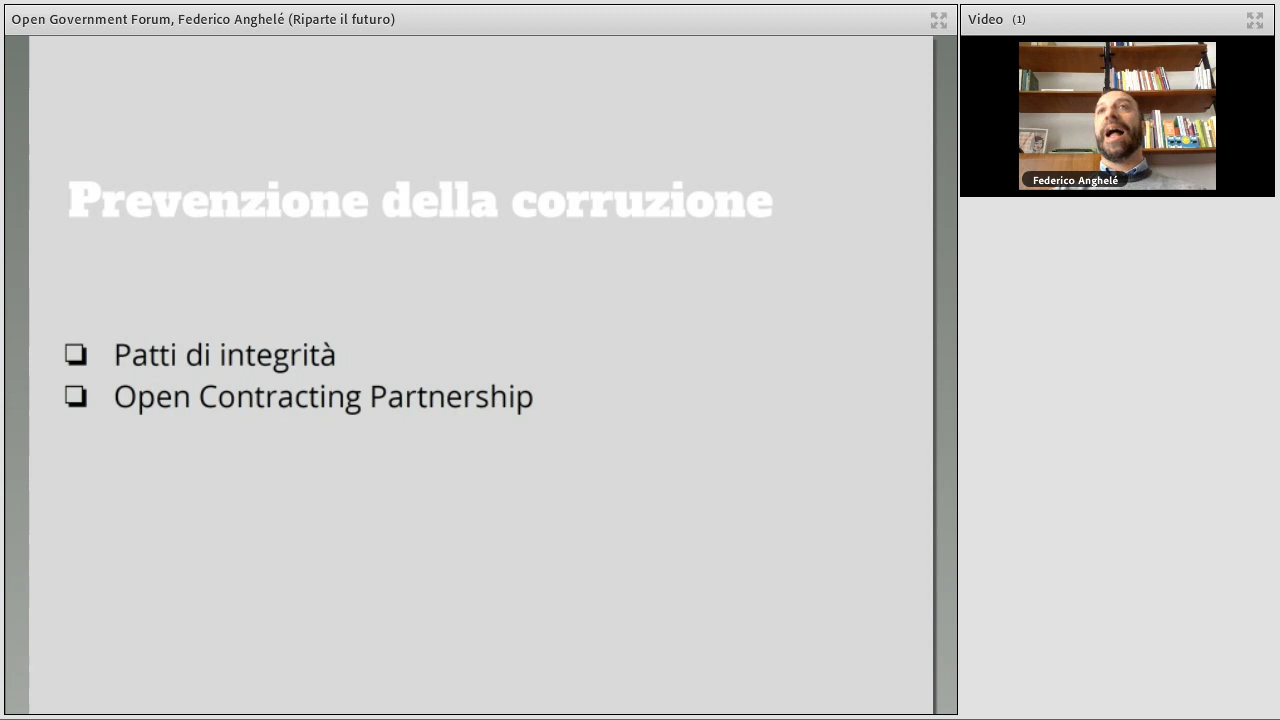 Open Government Forum, Federico Anghelé (Riparte il futuro)
Video (1)
Federico Anghelé
Prevenzione della corruzione
Patti di integrità
Open Contracting Partnership